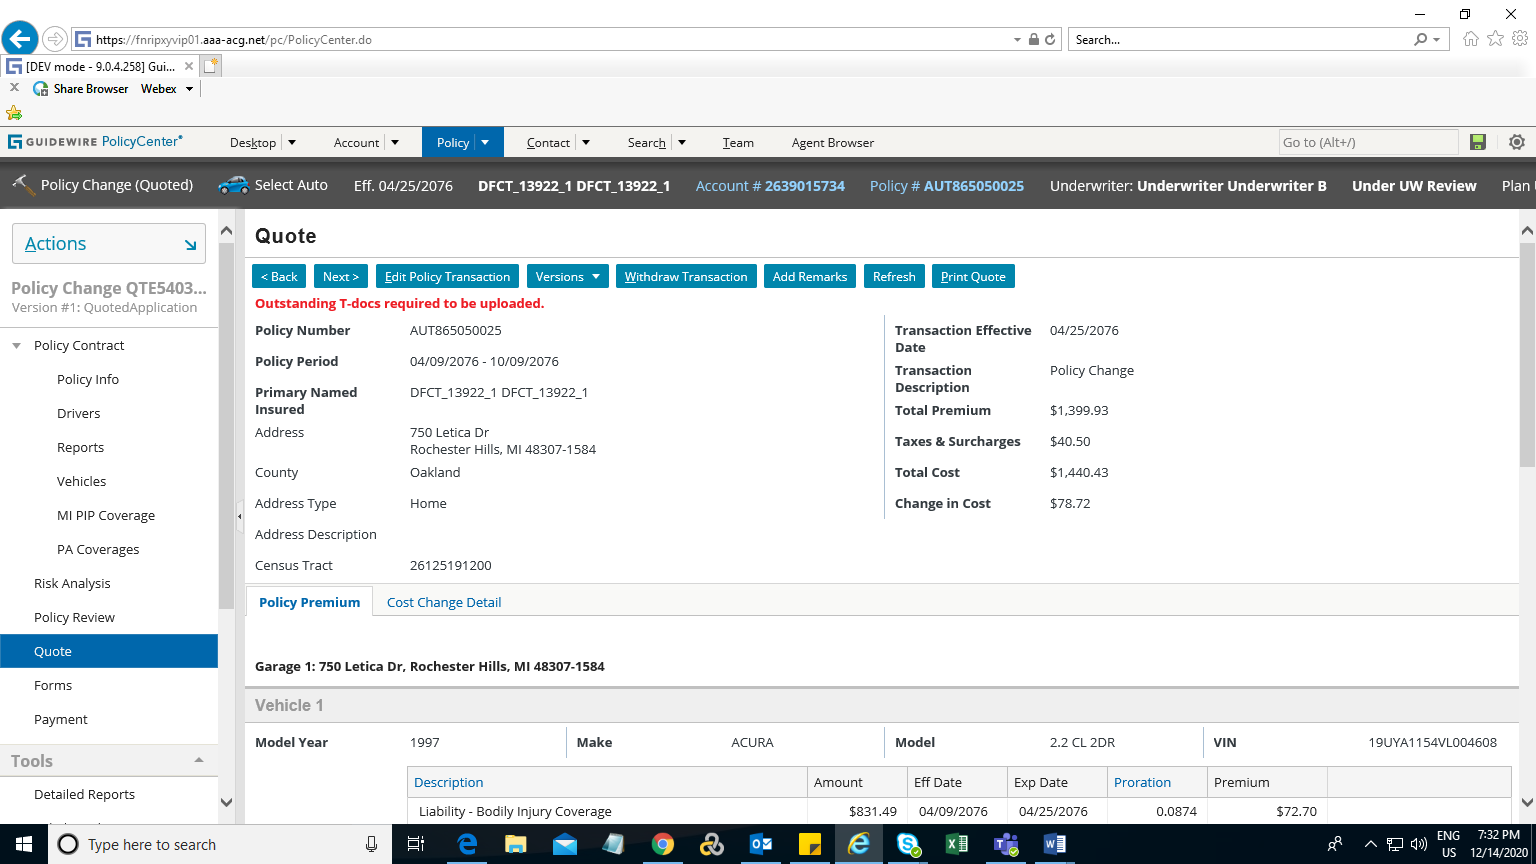 https://fnripxyvip01.aaa-acg.net/pc/PolicyCenter.do
Search...
[DEV mode - 9.0.4.258] Gui...
x Share Browser Webex
GUIDEWIRE PolicyCenter
Desktop Account Policy Contact Search Team Agent Browser Go to (Alt+/)
Policy Change (Quoted) Select Auto Eff. 04/25/2076 DFCT_13922_1 DFCT_13922_1 Account # 2639015734 Policy # AUT865050025 Underwriter: Underwriter Underwriter B Under UW Review Plan
Actions
Policy Change QTE5403...
Version #1: QuotedApplication
Policy Contract
Policy Info
Drivers
Reports
Vehicles
MI PIP Coverage
PA Coverages
Risk Analysis
Policy Review
Quote
Forms
Payment
Tools
Detailed Reports
Quote
< Back Next > Edit Policy Transaction Versions Withdraw Transaction Add Remarks Refresh Print Quote
Outstanding T-docs required to be uploaded.
Policy Number AUT865050025
Policy Period 04/09/2076 - 10/09/2076
Primary Named Insured DFCT_13922_1 DFCT_13922_1
Address 750 Letica Dr
Rochester Hills, MI 48307-1584
County Oakland
Address Type Home
Address Description
Census Tract 26125191200
Transaction Effective Date 04/25/2076
Transaction Description Policy Change
Total Premium $1,399.93
Taxes & Surcharges $40.50
Total Cost $1,440.43
Change in Cost $78.72
Policy Premium Cost Change Detail
Garage 1: 750 Letica Dr, Rochester Hills, MI 48307-1584
Vehicle 1
Model Year 1997 Make ACURA Model 2.2 CL 2DR VIN 19UYA1154VL004608
Description Amount Eff Date Exp Date Proration Premium
Liability - Bodily Injury Coverage $831.49 04/09/2076 04/25/2076 0.0874 $72.70
Type here to search
ENG
US
7:32 PM
12/14/2020